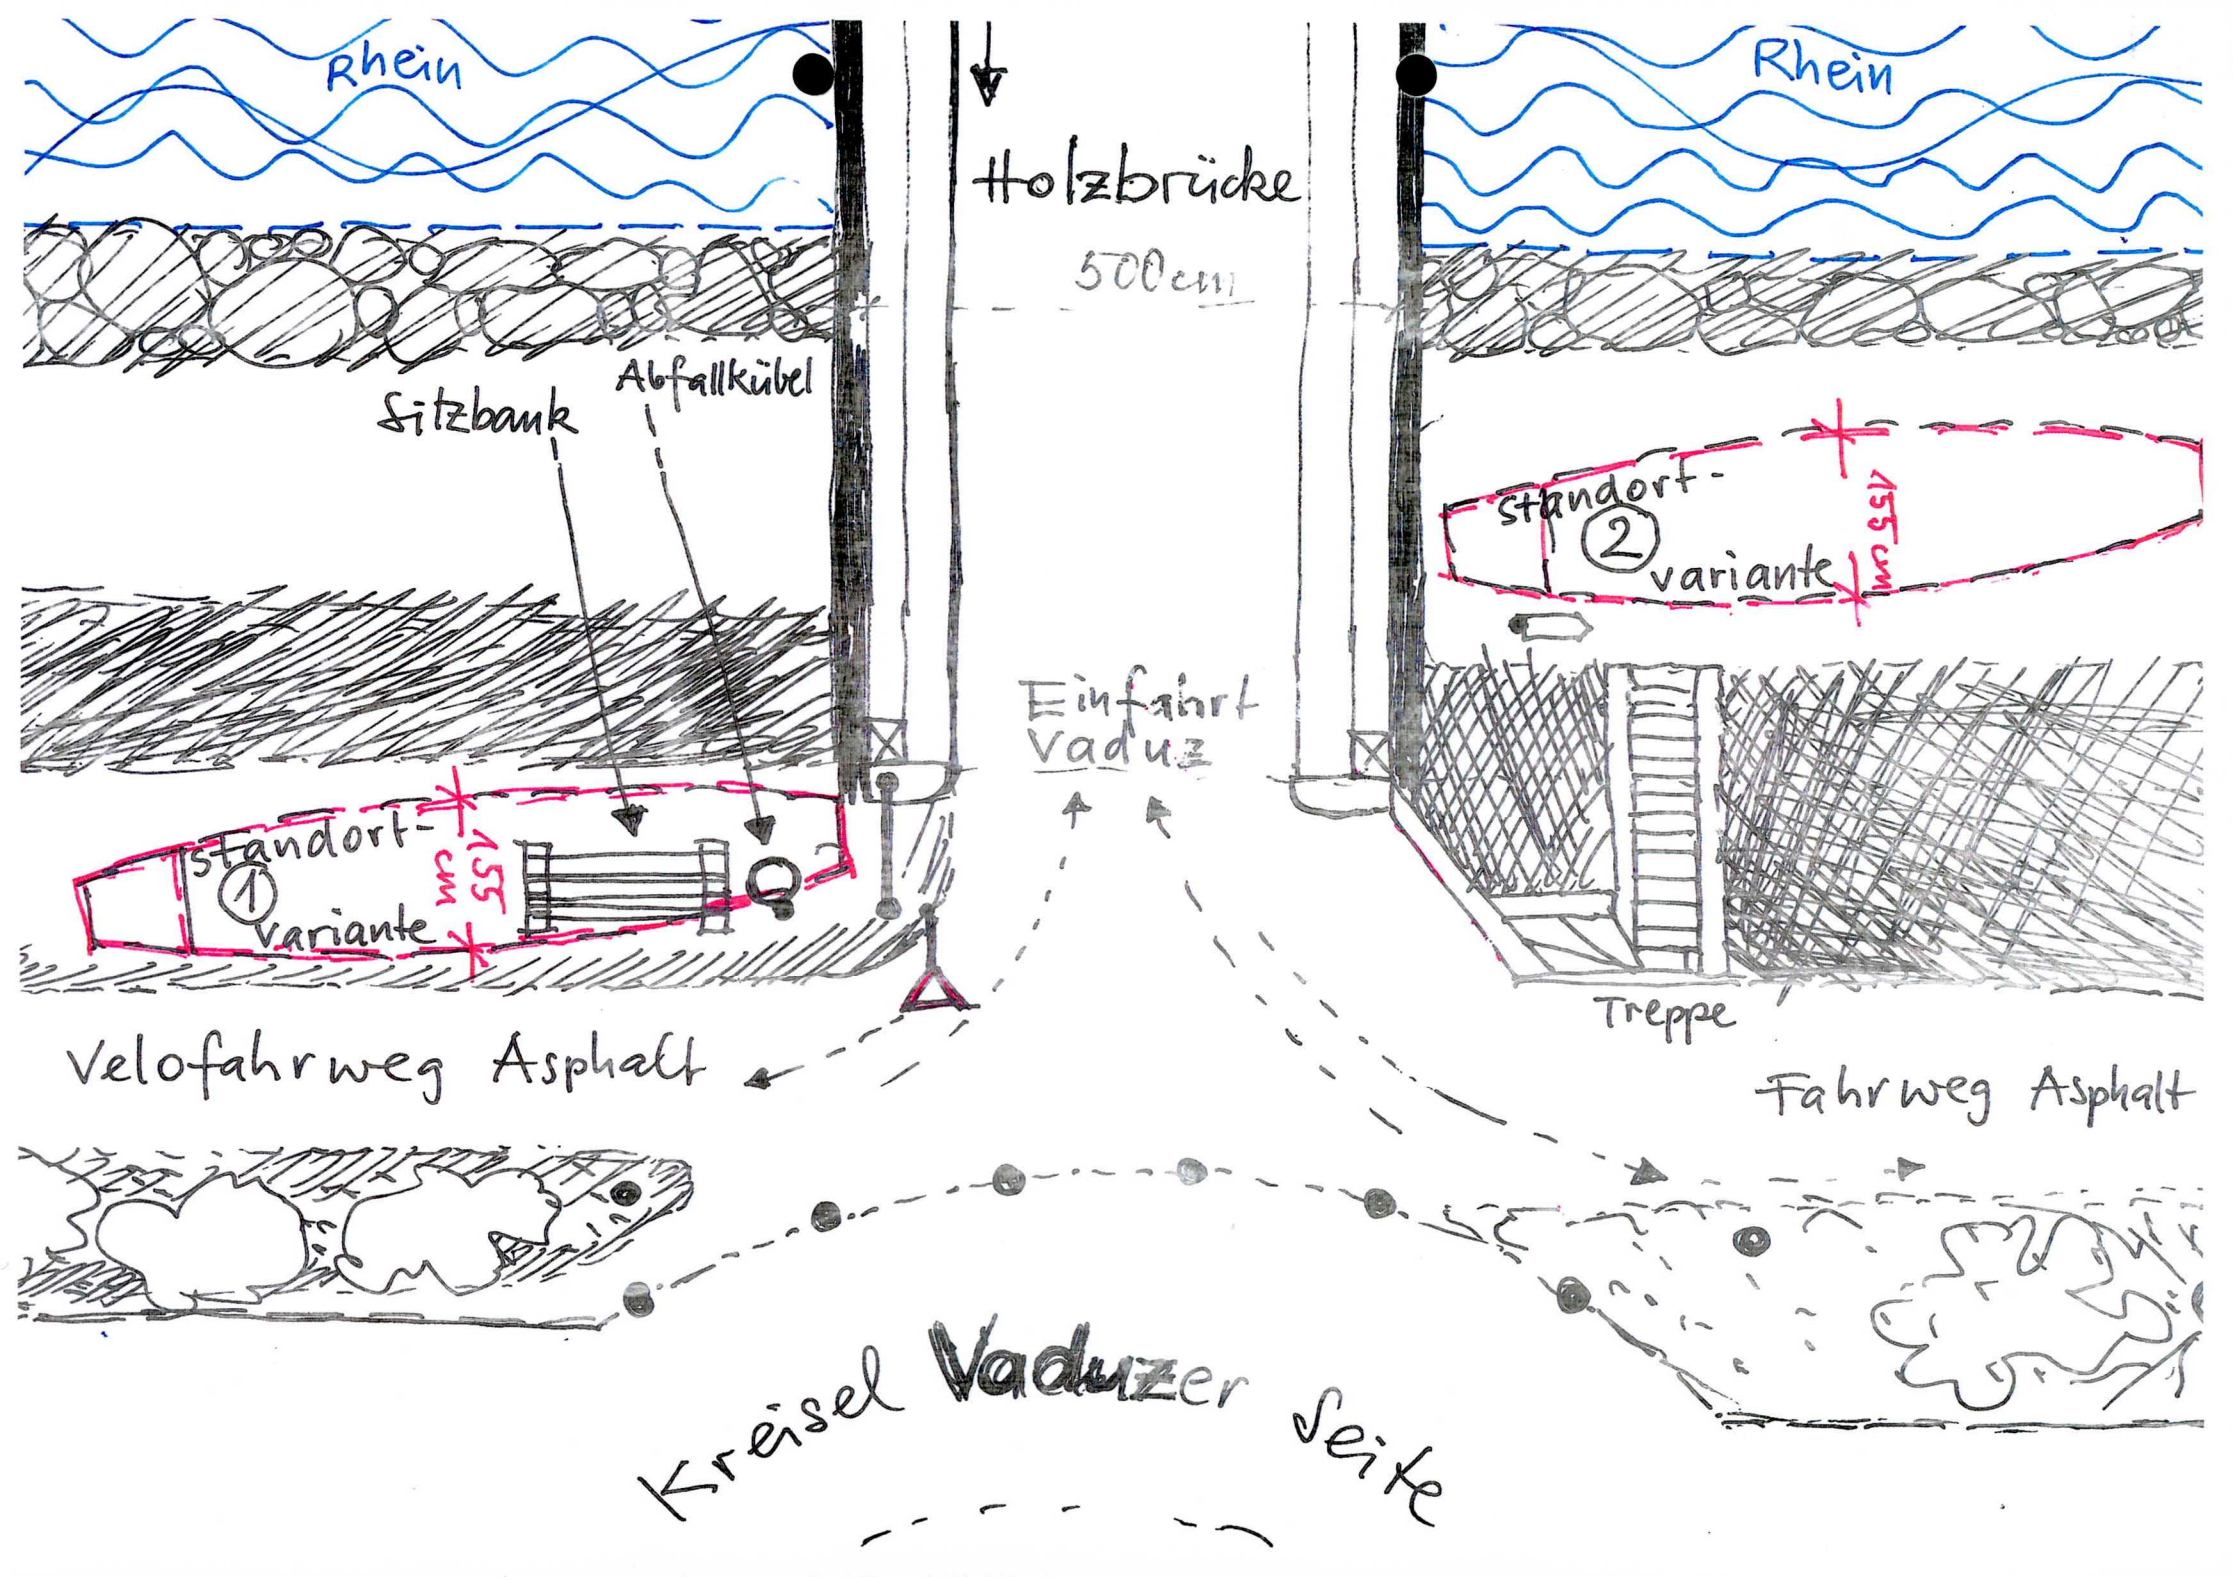 Rhein
Rhein
Holzbrücke
500cm
Abfallkübel
Sitzbank
Standort-
2
variante
155 cm
Einfahrt
Vaduz
Standort-
1
variante
155
cm
Treppe
Velofahrweg Asphalt
Fahrweg Asphalt
Kreisel Vaduzer Seite